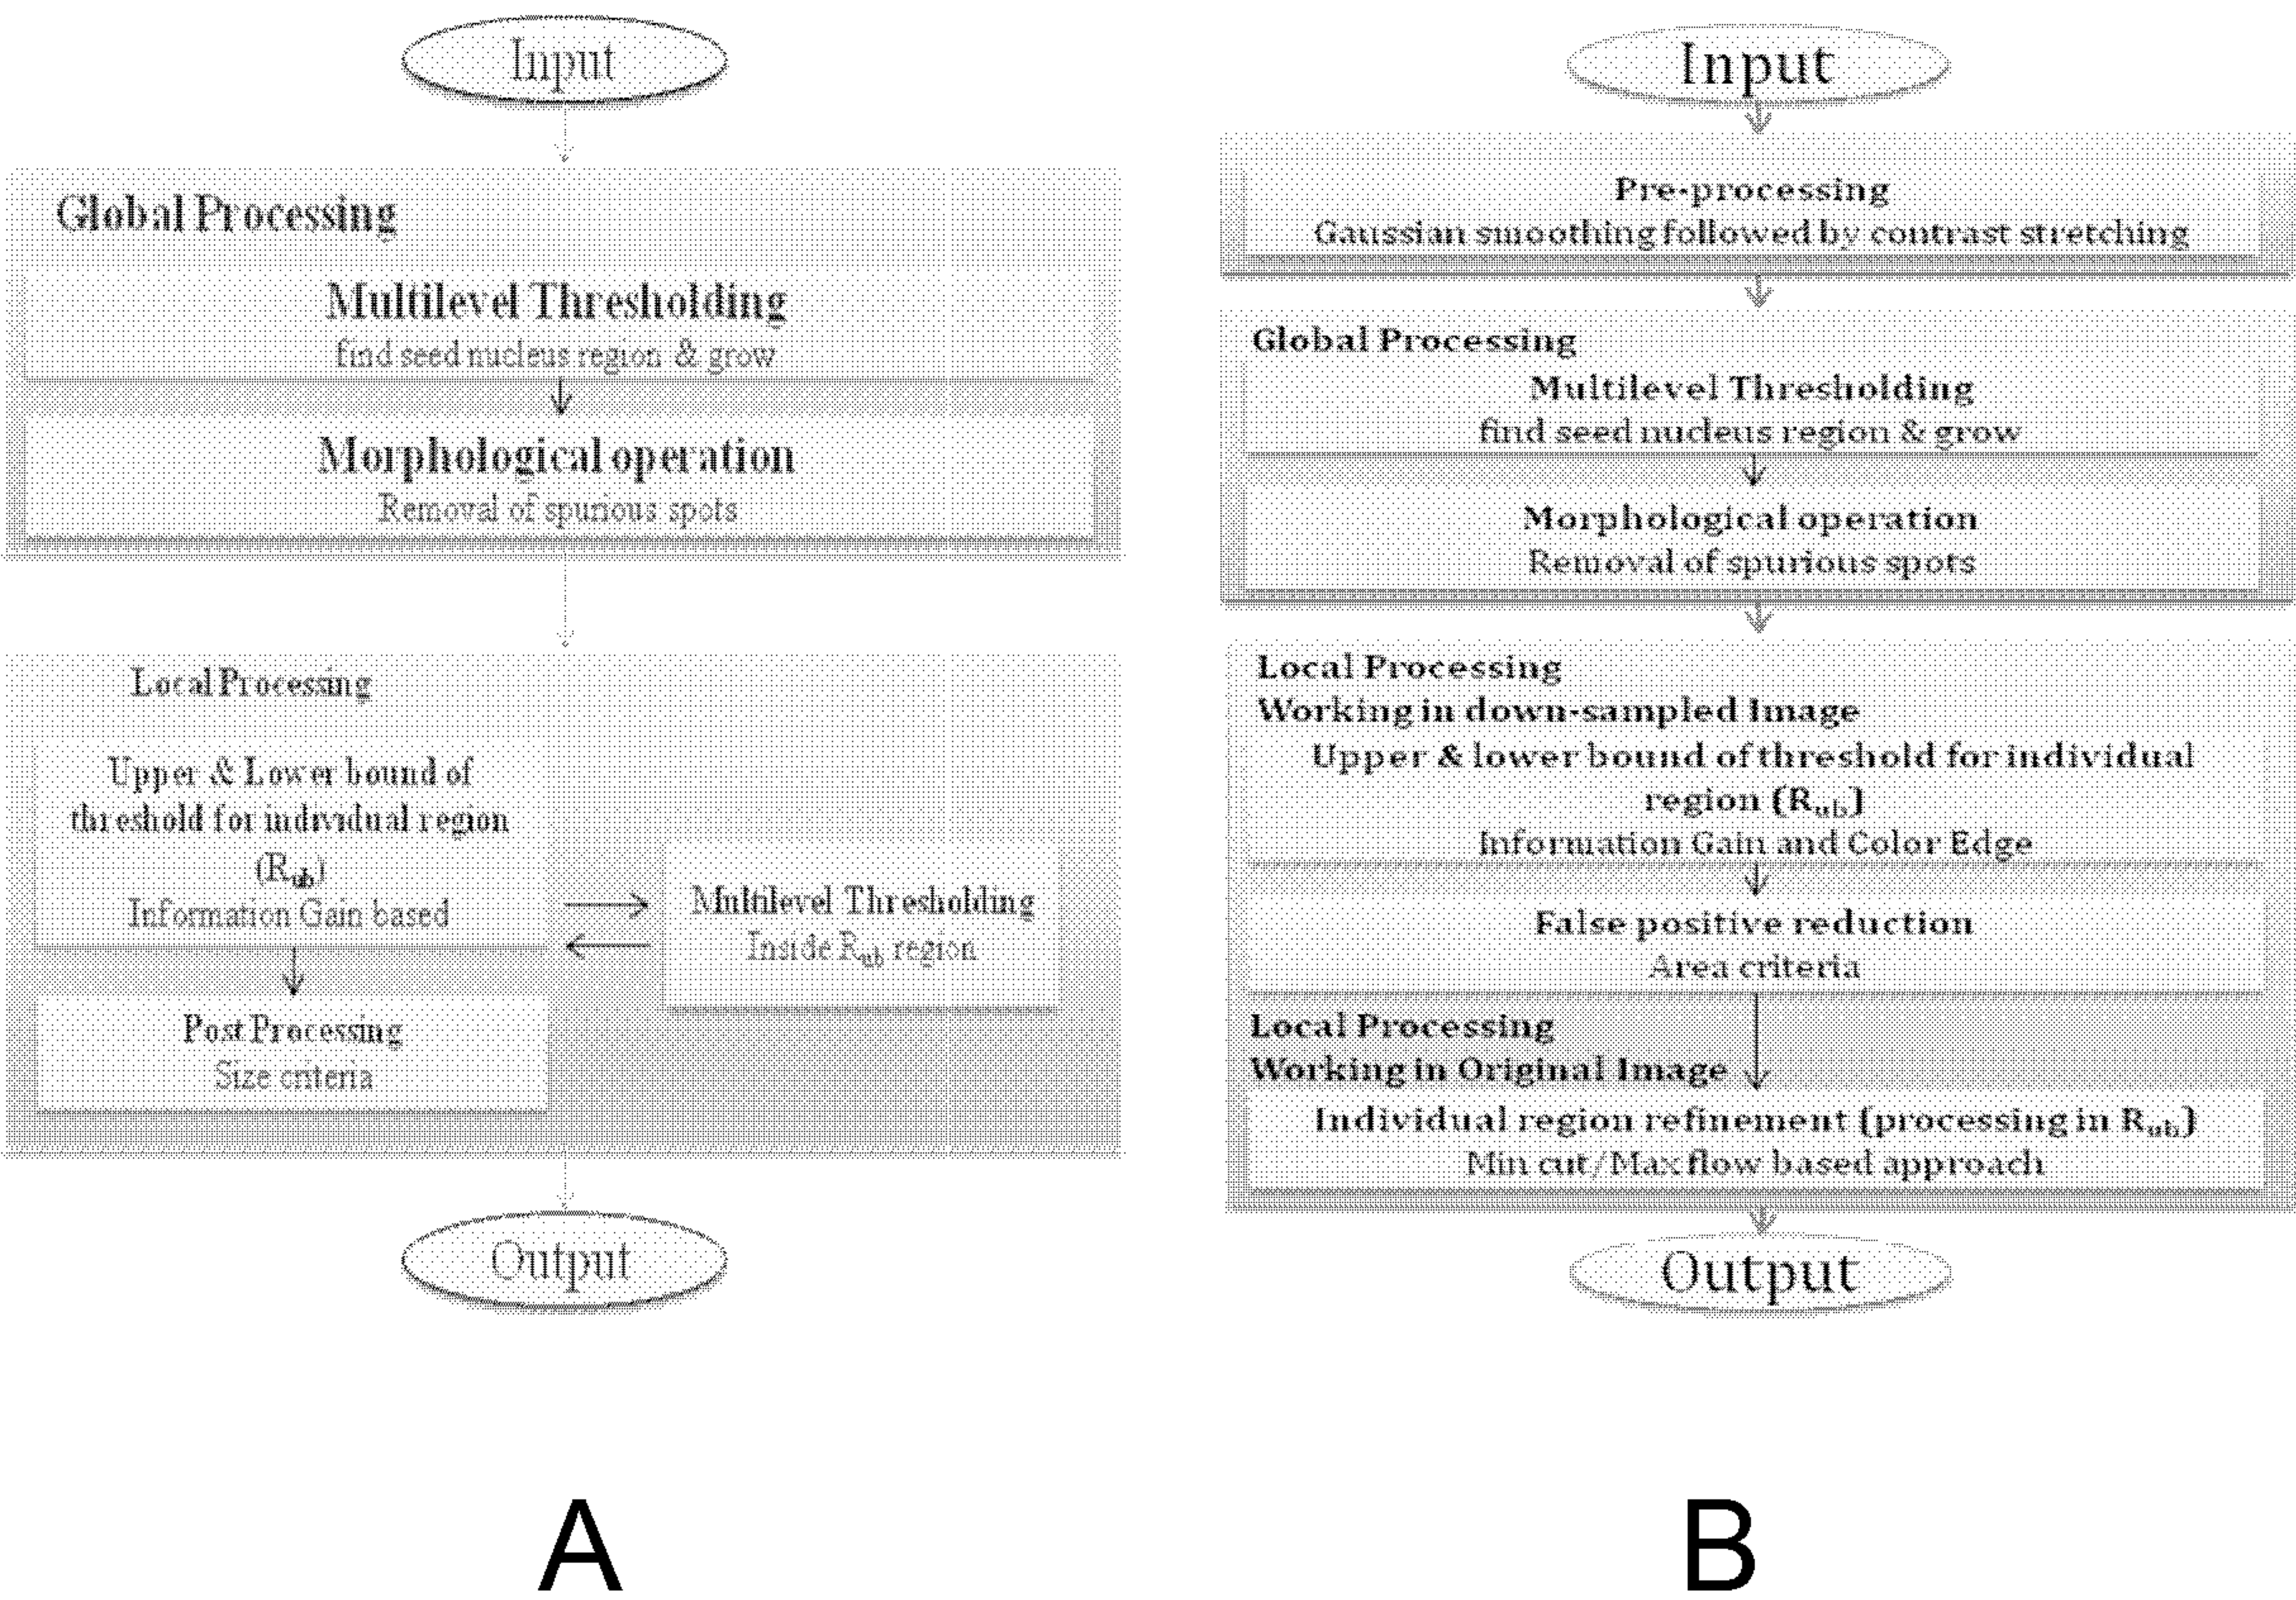 Input
Global Processing
Multilevel Thresholding
find seed nucleus region & grow
Morphological operation
Removal of spurious spots
Local Processing
Upper & Lower bound of
threshold for individual region
(Rub)
Information Gain based
Multilevel Thresholding
Inside Rub region
Post Processing
Size criteria
Output
A
Input
Pre-processing
Gaussian smoothing followed by contrast stretching
Global Processing
Multilevel Thresholding
find seed nucleus region & grow
Morphological operation
Removal of spurious spots
Local Processing
Working in down-sampled Image
Upper & lower bound of threshold for individual
region (Rub)
Information Gain and Color Edge
False positive reduction
Area criteria
Local Processing
Working in Original Image
Individual region refinement (processing in Rub)
Min cut/Max flow based approach
Output
B